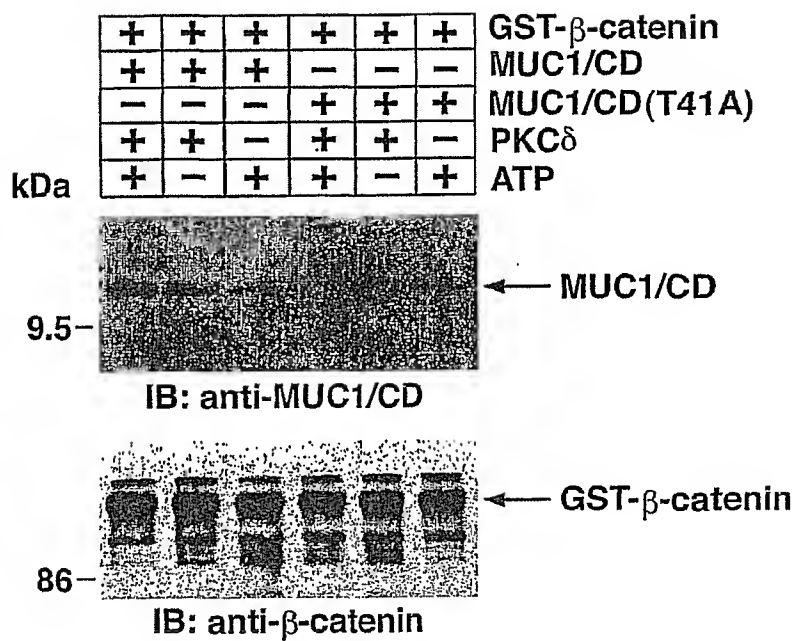 + + + + + + GST-β-catenin
+ + + − − − MUC1/CD
− − − + + + MUC1/CD(T41A)
+ + − + + − PKCδ
kDa + − + + − + ATP
MUC1/CD
9.5
IB: anti-MUC1/CD
GST-β-catenin
86
IB: anti-β-catenin